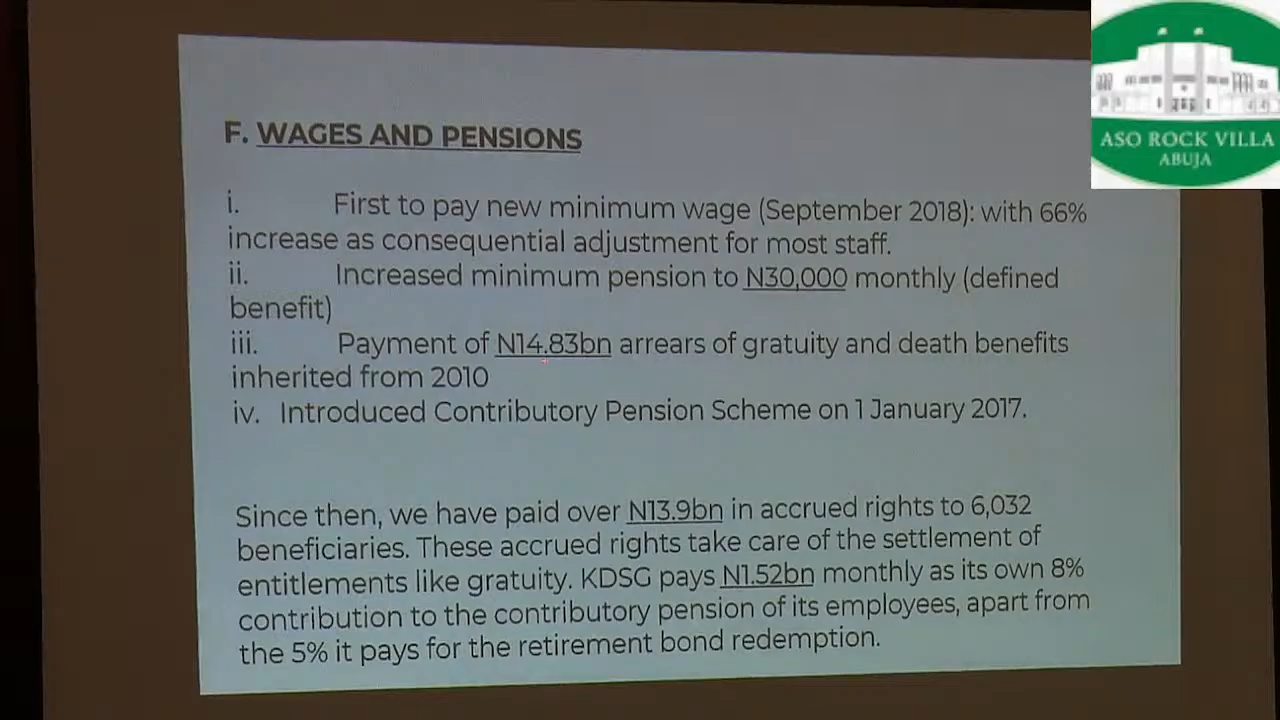 F. WAGES AND PENSIONS
i. First to pay new minimum wage (September 2018): with 66%
increase as consequential adjustment for most staff.
ii. Increased minimum pension to N30,000 monthly (defined
benefit)
iii. Payment of N14.83bn arrears of gratuity and death benefits
inherited from 2010
iv. Introduced Contributory Pension Scheme on 1 January 2017.
Since then, we have paid over N13.9bn in accrued rights to 6,032
beneficiaries. These accrued rights take care of the settlement of
entitlements like gratuity. KDSG pays N1.52bn monthly as its own 8%
contribution to the contributory pension of its employees, apart from
the 5% it pays for the retirement bond redemption.
ASO ROCK VILLA
ABUJA